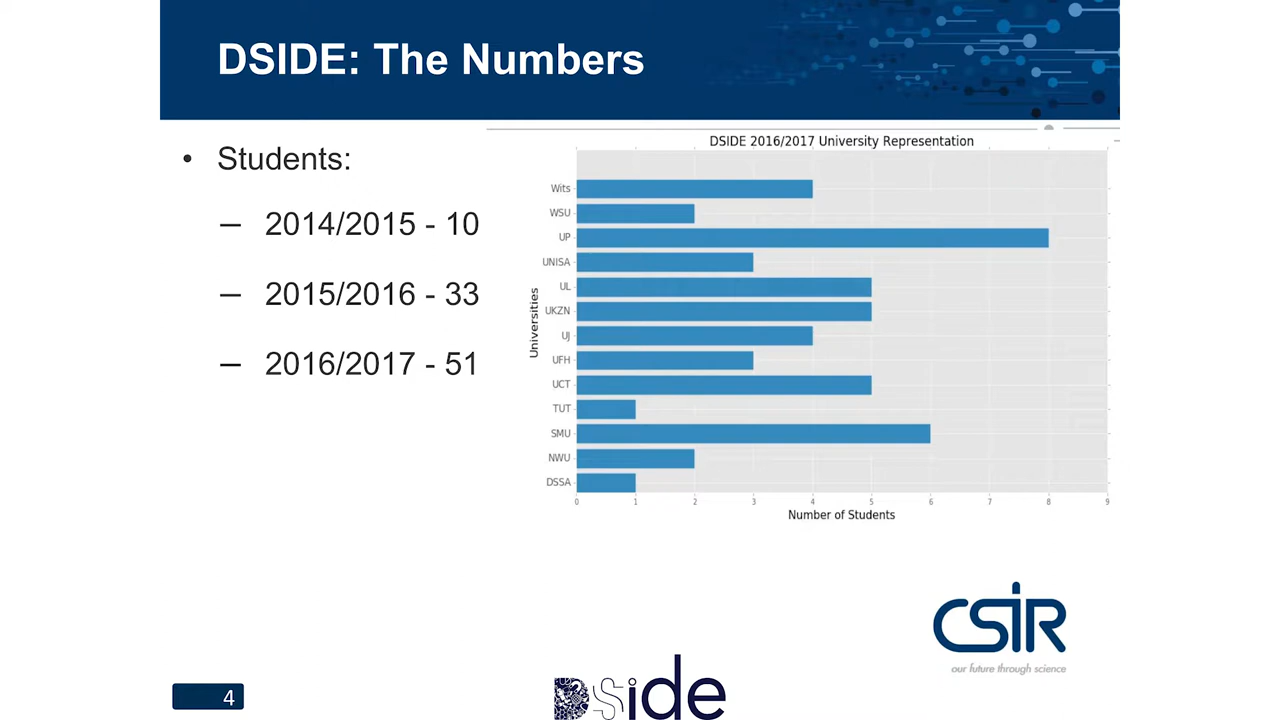 DSIDE: The Numbers
• Students:
– 2014/2015 - 10
– 2015/2016 - 33
– 2016/2017 - 51
DSIDE 2016/2017 University Representation
Universities
Wits
WSU
UP
UNISA
UL
UKZN
UJ
UFH
UCT
TUT
SMU
NWU
DSSA
0 1 2 3 4 5 6 7 8 9
Number of Students
CSIR
our future through science
4
Dside